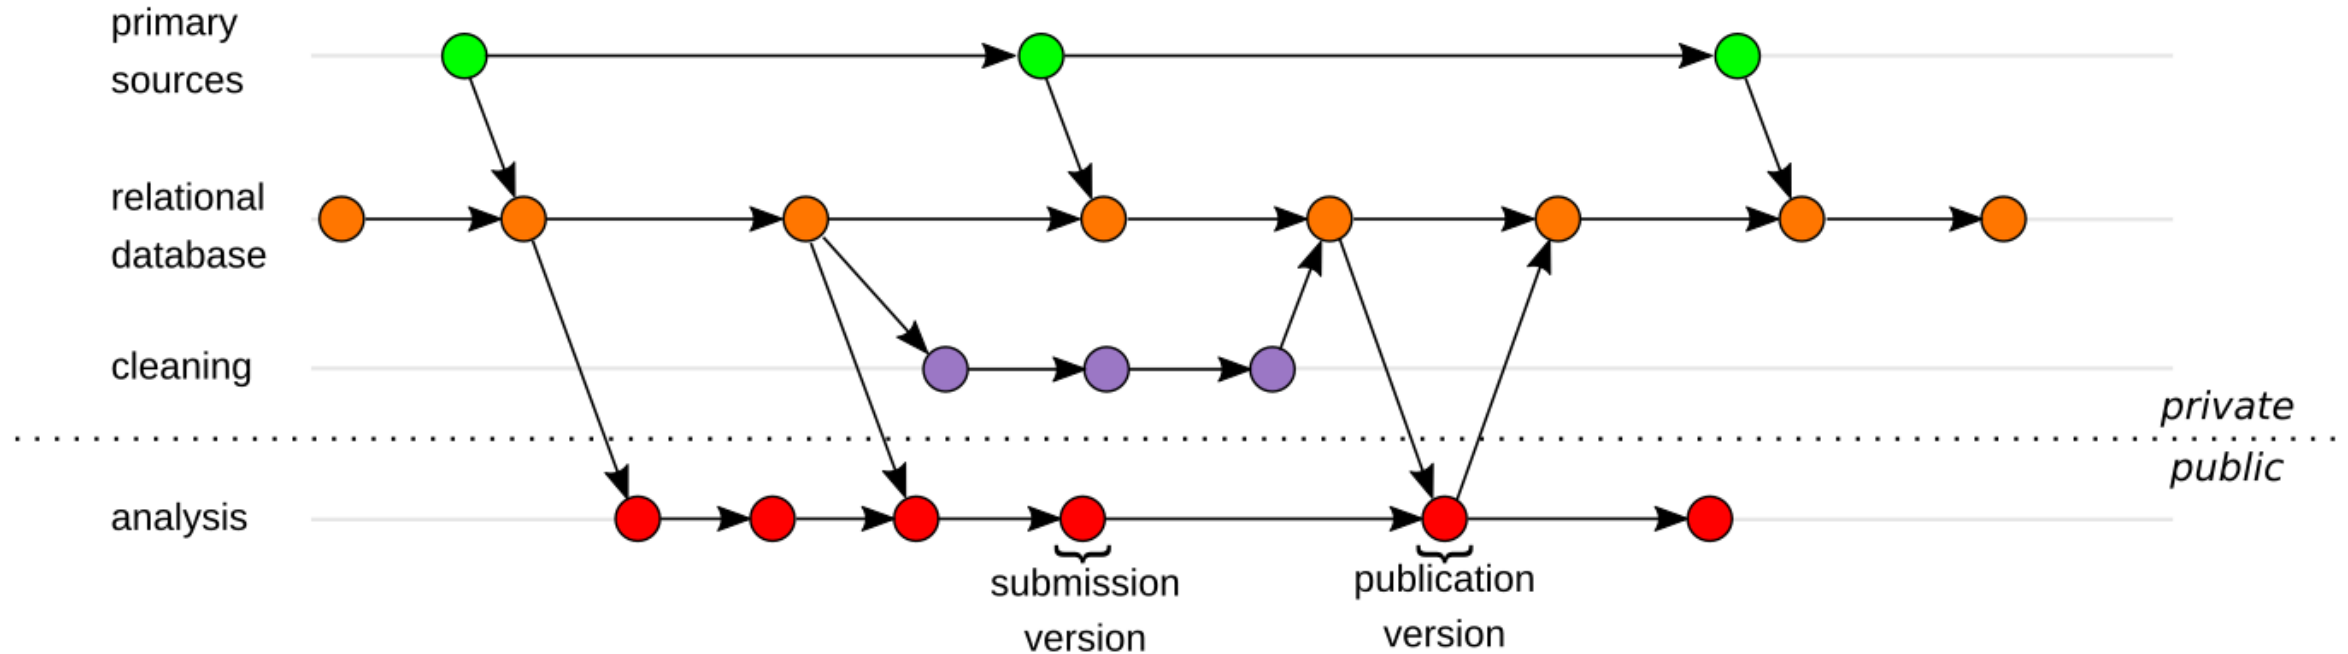 primary
sources
relational
database
cleaning
private
public
analysis
submission
version
publication
version